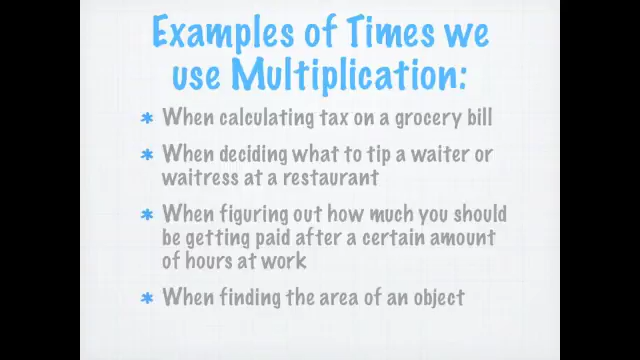 Examples of Times we
use Multiplication:
* When calculating tax on a grocery bill
* When deciding what to tip a waiter or
waitress at a restaurant
* When figuring out how much you should
be getting paid after a certain amount
of hours at work
* When finding the area of an object